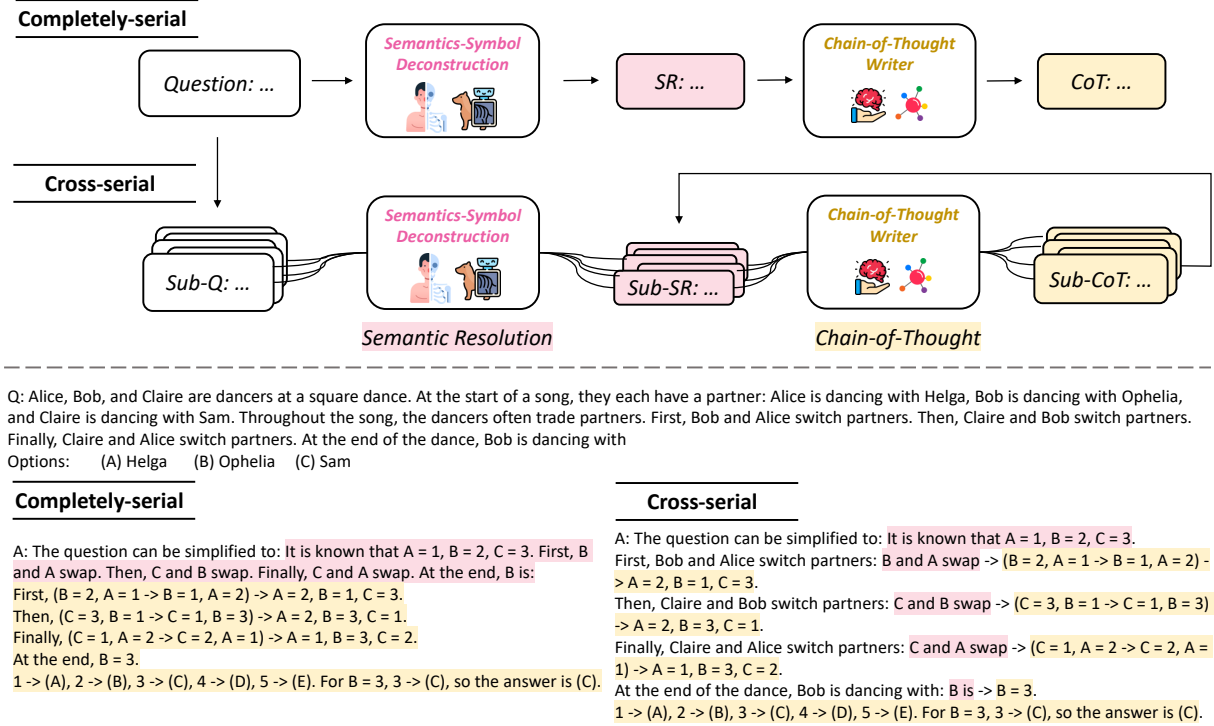 Completely-serial
Question: ...
Semantics-Symbol
Deconstruction
SR: ...
Chain-of-Thought
Writer
CoT: ...
Cross-serial
Sub-Q: ...
Semantics-Symbol
Deconstruction
Sub-SR: ...
Chain-of-Thought
Writer
Sub-CoT: ...
Semantic Resolution
Chain-of-Thought
Q: Alice, Bob, and Claire are dancers at a square dance. At the start of a song, they each have a partner: Alice is dancing with Helga, Bob is dancing with Ophelia,
and Claire is dancing with Sam. Throughout the song, the dancers often trade partners. First, Bob and Alice switch partners. Then, Claire and Bob switch partners.
Finally, Claire and Alice switch partners. At the end of the dance, Bob is dancing with
Options: (A) Helga (B) Ophelia (C) Sam
Completely-serial
A: The question can be simplified to: It is known that A = 1, B = 2, C = 3. First, B
and A swap. Then, C and B swap. Finally, C and A swap. At the end, B is:
First, (B = 2, A = 1 -> B = 1, A = 2) -> A = 2, B = 1, C = 3.
Then, (C = 3, B = 1 -> C = 1, B = 3) -> A = 2, B = 3, C = 1.
Finally, (C = 1, A = 2 -> C = 2, A = 1) -> A = 1, B = 3, C = 2.
At the end, B = 3.
1 -> (A), 2 -> (B), 3 -> (C), 4 -> (D), 5 -> (E). For B = 3, 3 -> (C), so the answer is (C).
Cross-serial
A: The question can be simplified to: It is known that A = 1, B = 2, C = 3.
First, Bob and Alice switch partners: B and A swap -> (B = 2, A = 1 -> B = 1, A = 2) -
> A = 2, B = 1, C = 3.
Then, Claire and Bob switch partners: C and B swap -> (C = 3, B = 1 -> C = 1, B = 3)
-> A = 2, B = 3, C = 1.
Finally, Claire and Alice switch partners: C and A swap -> (C = 1, A = 2 -> C = 2, A =
1) -> A = 1, B = 3, C = 2.
At the end of the dance, Bob is dancing with: B is -> B = 3.
1 -> (A), 2 -> (B), 3 -> (C), 4 -> (D), 5 -> (E). For B = 3, 3 -> (C), so the answer is (C).